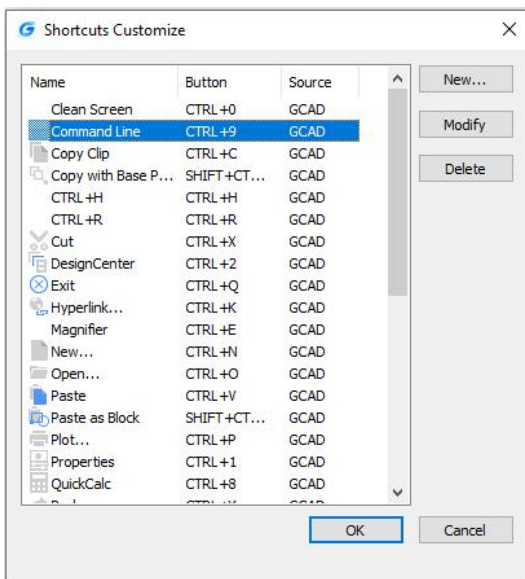 Shortcuts Customize
Name Button Source
Clean Screen CTRL+0 GCAD
Command Line CTRL+9 GCAD
Copy Clip CTRL+C GCAD
Copy with Base P... SHIFT+CT... GCAD
CTRL+H CTRL+H GCAD
CTRL+R CTRL+R GCAD
Cut CTRL+X GCAD
DesignCenter CTRL+2 GCAD
Exit CTRL+Q GCAD
Hyperlink... CTRL+K GCAD
Magnifier CTRL+E GCAD
New... CTRL+N GCAD
Open... CTRL+O GCAD
Paste CTRL+V GCAD
Paste as Block SHIFT+CT... GCAD
Plot... CTRL+P GCAD
Properties CTRL+1 GCAD
QuickCalc CTRL+8 GCAD
New...
Modify
Delete
OK Cancel